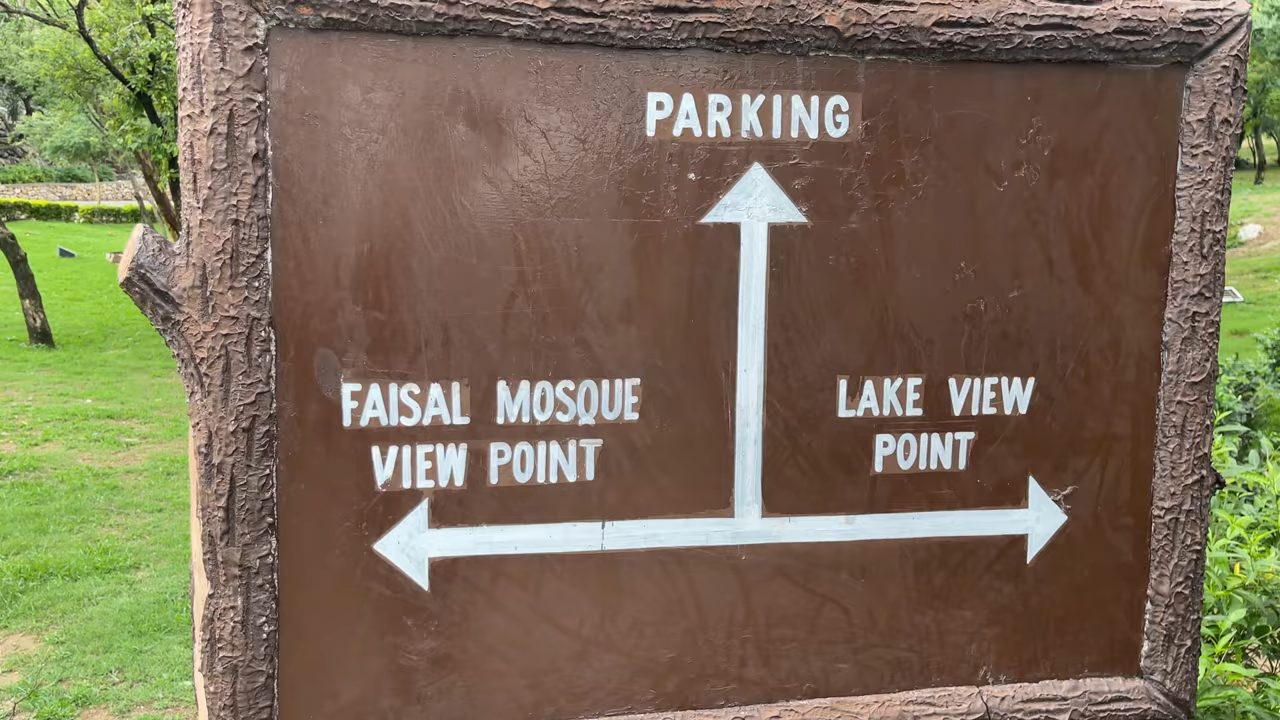 PARKING
FAISAL MOSQUE
VIEW POINT
LAKE VIEW
POINT